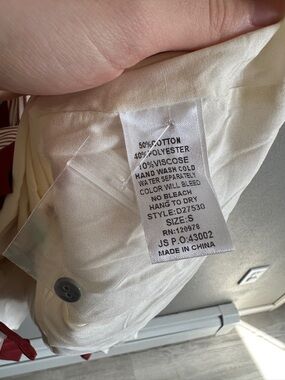 50% COTTON
40% POLYESTER
10% VISCOSE
HAND WASH COLD
WATER SEPARATELY
COLOR WILL BLEED
NO BLEACH
HANG TO DRY
STYLE:D27530
SIZE:S
RN:120978
JS P.O:43002
MADE IN CHINA